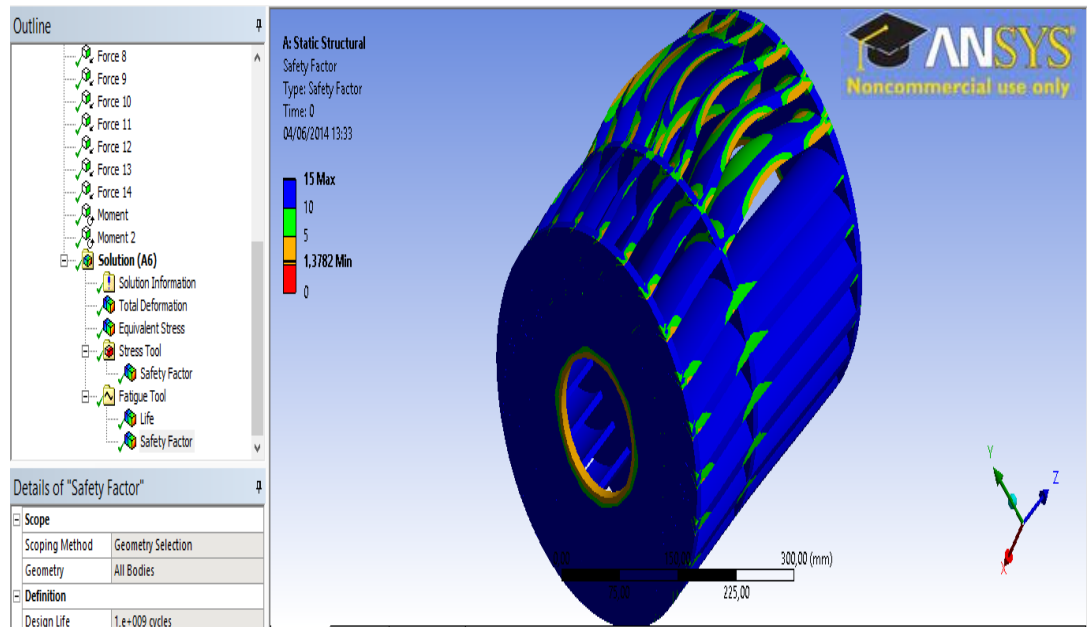 Outline
Force 8
Force 9
Force 10
Force 11
Force 12
Force 13
Force 14
Moment
Moment 2
Solution (A6)
Solution Information
Total Deformation
Equivalent Stress
Stress Tool
Safety Factor
Fatigue Tool
Life
Safety Factor
Details of "Safety Factor"
Scope
Scoping Method Geometry Selection
Geometry All Bodies
Definition
Design Life 1.e+009 cycles
A: Static Structural
Safety Factor
Type: Safety Factor
Time: 0
04/06/2014 13:33
15 Max
10
5
1,3782 Min
0
ANSYS
Noncommercial use only
Y
Z
X
300,00 (mm)
75,00 225,00